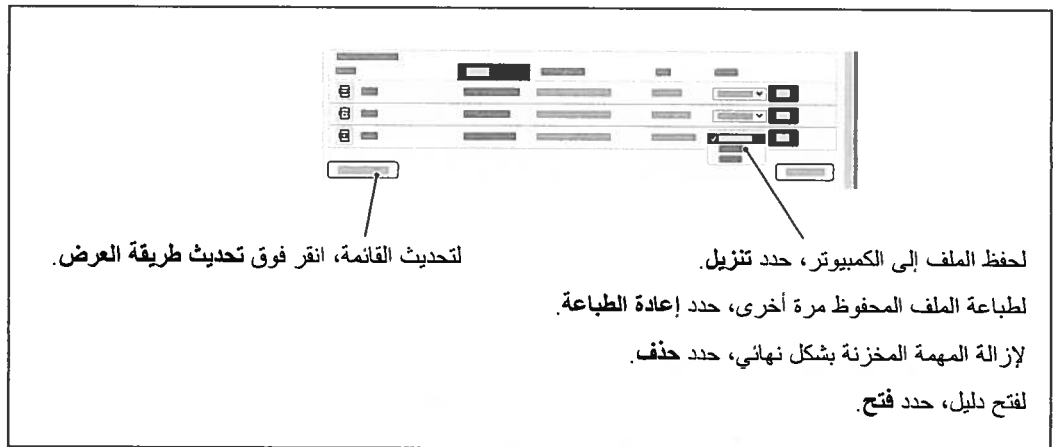 لحفظ الملف إلى الكمبيوتر، حدد تنزيل.
لتحديث القائمة، انقر فوق تحديث طريقة العرض.
لطباعة الملف المحفوظ مرة أخرى، حدد إعادة الطباعة.
لإزالة المهمة المخزنة بشكل نهائي، حدد حذف.
لفتح دليل، حدد فتح.